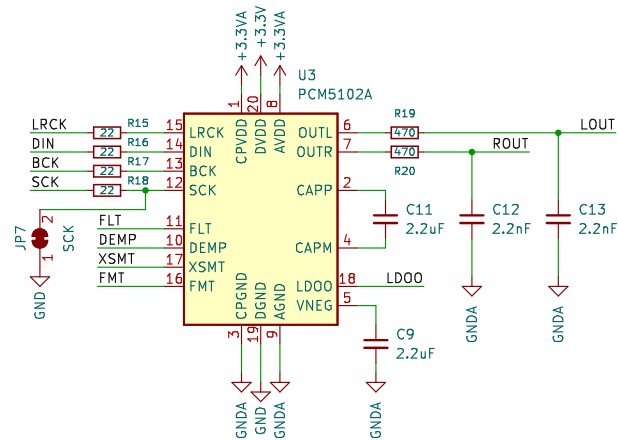 +3.3VA
+3.3V
+3.3VA
U3
PCM5102A
1
20
8
CPVDD
DVDD
AVDD
LRCK
R15
22
15
LRCK
OUTL
6
R19
470
LOUT
DIN
R16
22
14
DIN
OUTR
7
470
R20
ROUT
BCK
R17
22
13
BCK
SCK
R18
22
12
SCK
CAPP
2
JP7
2
1
SCK
GND
C11
2.2uF
C12
2.2nF
C13
2.2nF
FLT
11
FLT
DEMP
10
DEMP
CAPM
4
XSMT
17
XSMT
FMT
16
FMT
LDOO
18
LDOO
VNEG
5
CPGND
DGND
AGND
3
19
9
C9
2.2uF
GNDA
GND
GNDA
GNDA
GNDA
GNDA